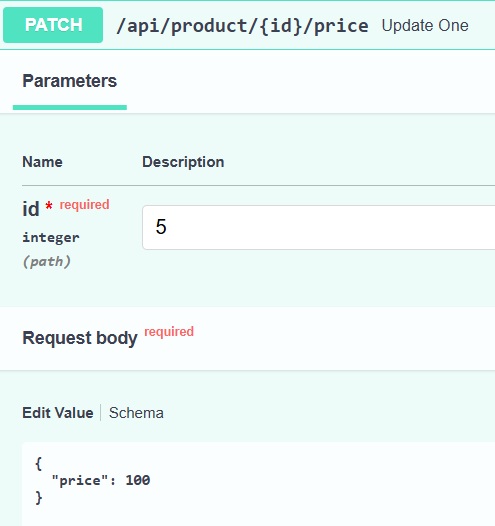 PATCH /api/product/{id}/price Update One
Parameters
Name Description
id * required
5
integer
(path)
Request body required
Edit Value Schema
{
"price": 100
}